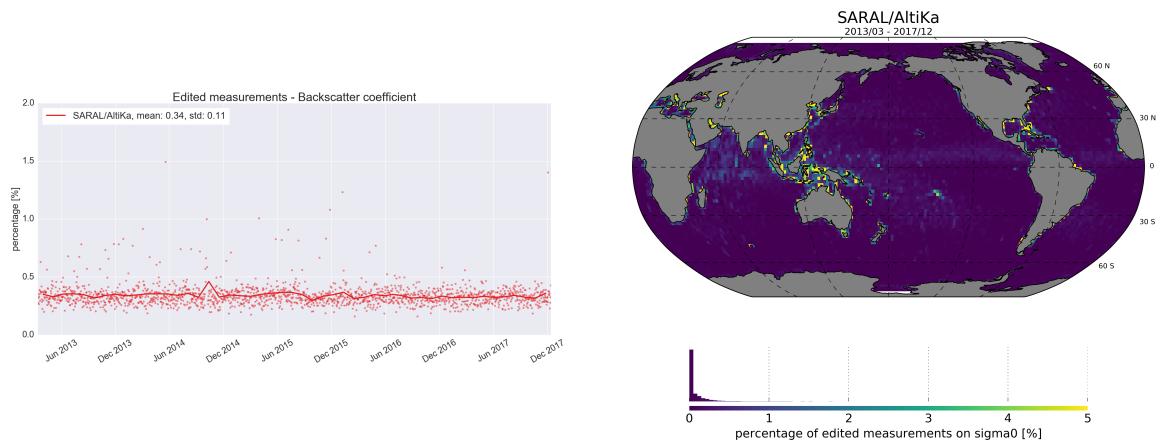 Edited measurements - Backscatter coefficient
SARAL/AltiKa, mean: 0.34, std: 0.11
percentage [%]
2.0
1.5
1.0
0.5
0.0
Jun 2013
Dec 2013
Jun 2014
Dec 2014
Jun 2015
Dec 2015
Jun 2016
Dec 2016
Jun 2017
Dec 2017
SARAL/AltiKa
2013/03 - 2017/12
60 N
30 N
0
30 S
60 S
0 1 2 3 4 5
percentage of edited measurements on sigma0 [%]